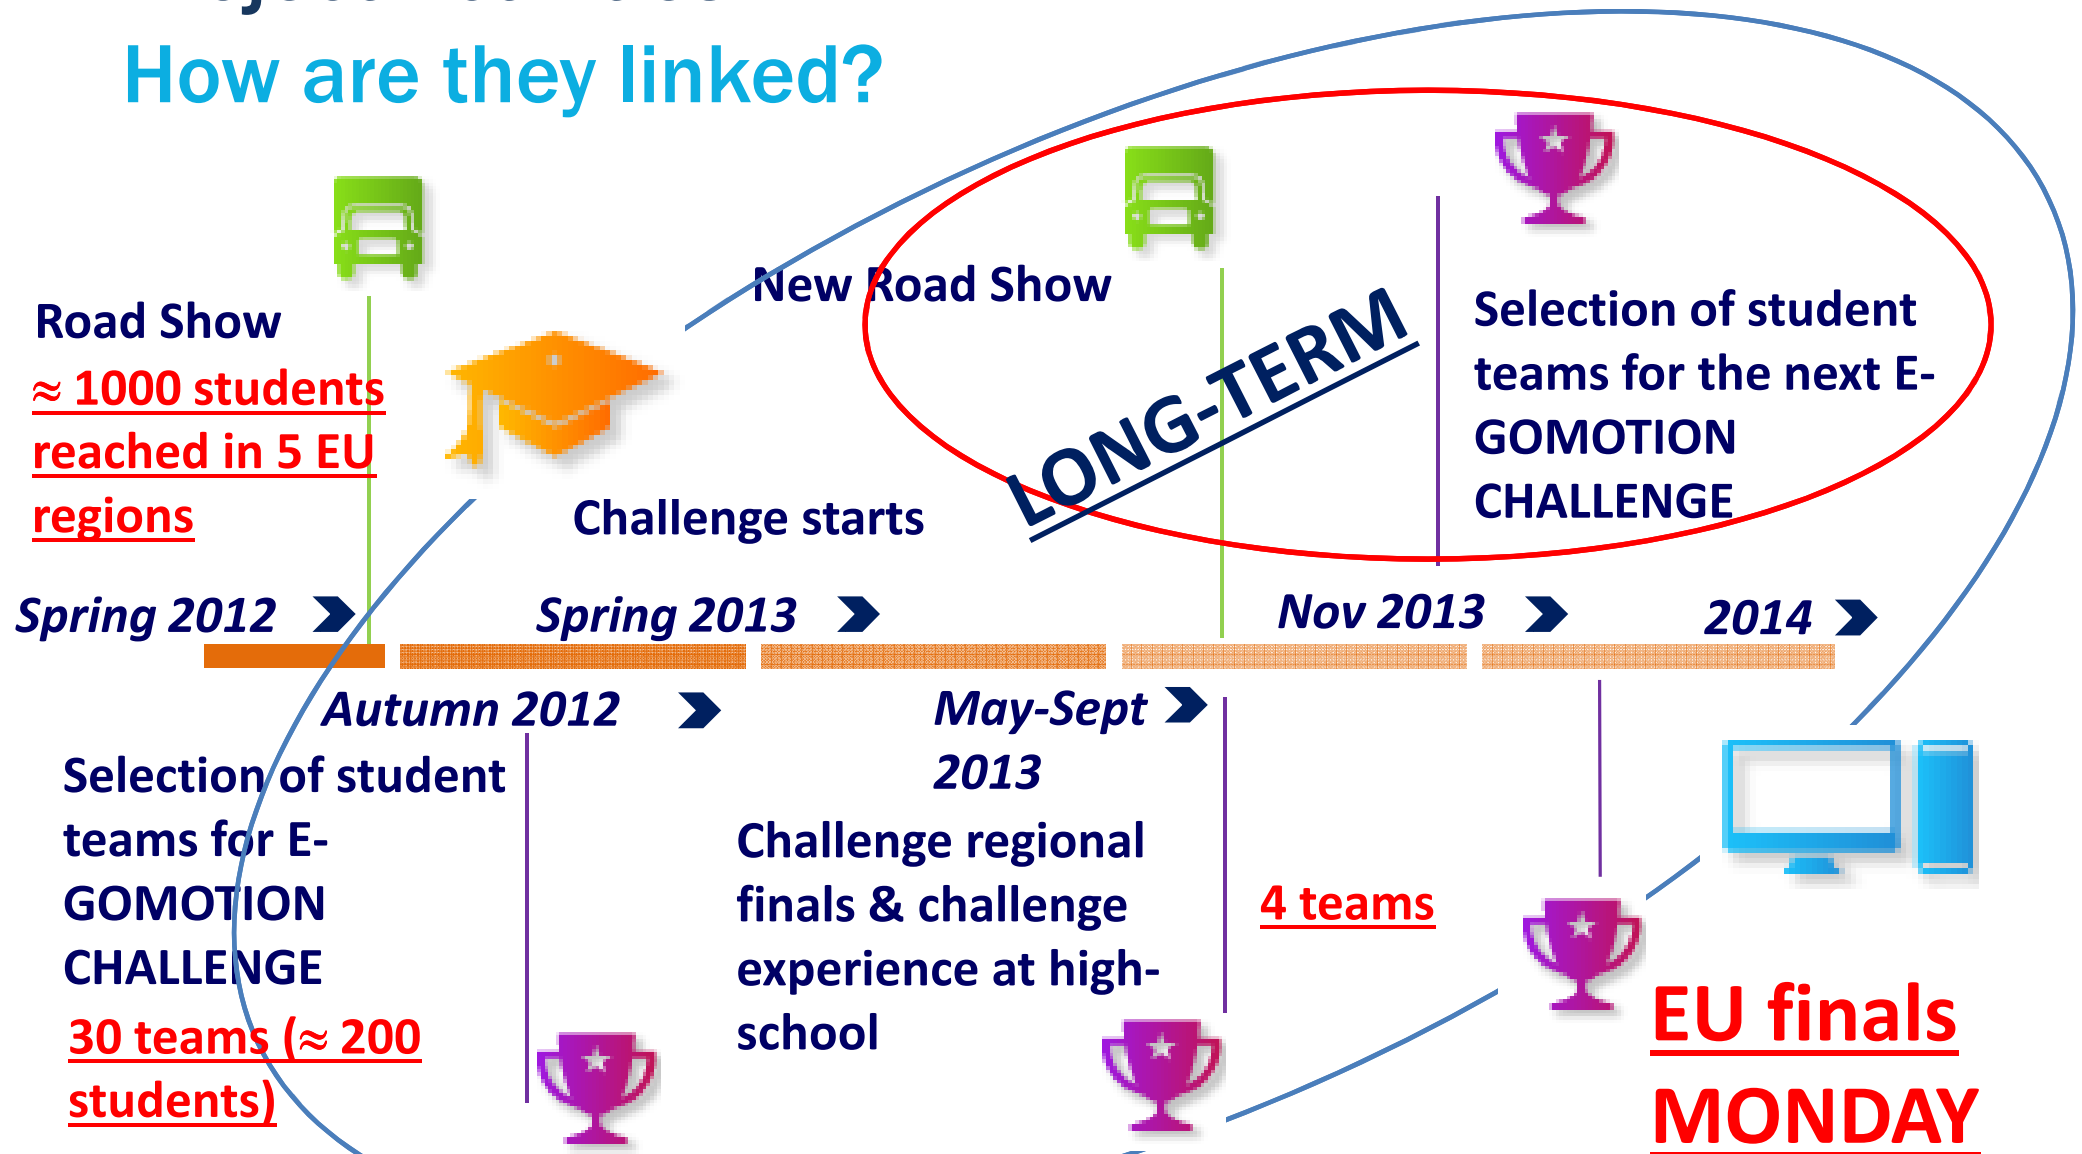 How are they linked?
Road Show
≈ 1000 students
reached in 5 EU
regions
New Road Show
Challenge starts
LONG-TERM
Selection of student
teams for the next E-
GOMOTION
CHALLENGE
Spring 2012
Spring 2013
Nov 2013
2014
Autumn 2012
May-Sept
2013
Selection of student
teams for E-
GOMOTION
CHALLENGE
30 teams (≈ 200
students)
Challenge regional
finals & challenge
experience at high-
school
4 teams
EU finals
MONDAY